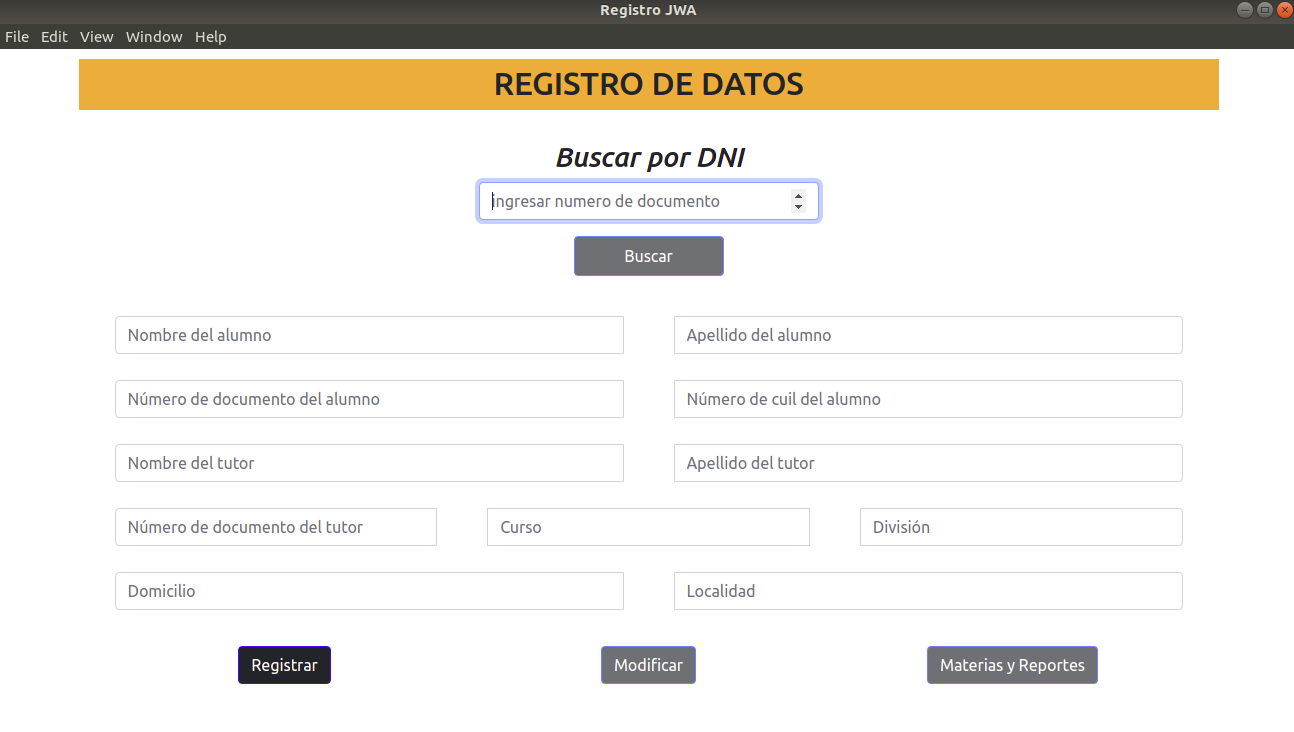 Registro JWA
File Edit View Window Help
REGISTRO DE DATOS
Buscar por DNI
ingresar numero de documento
Buscar
Nombre del alumno Apellido del alumno
Número de documento del alumno Número de cuil del alumno
Nombre del tutor Apellido del tutor
Número de documento del tutor Curso División
Domicilio Localidad
Registrar Modificar Materias y Reportes